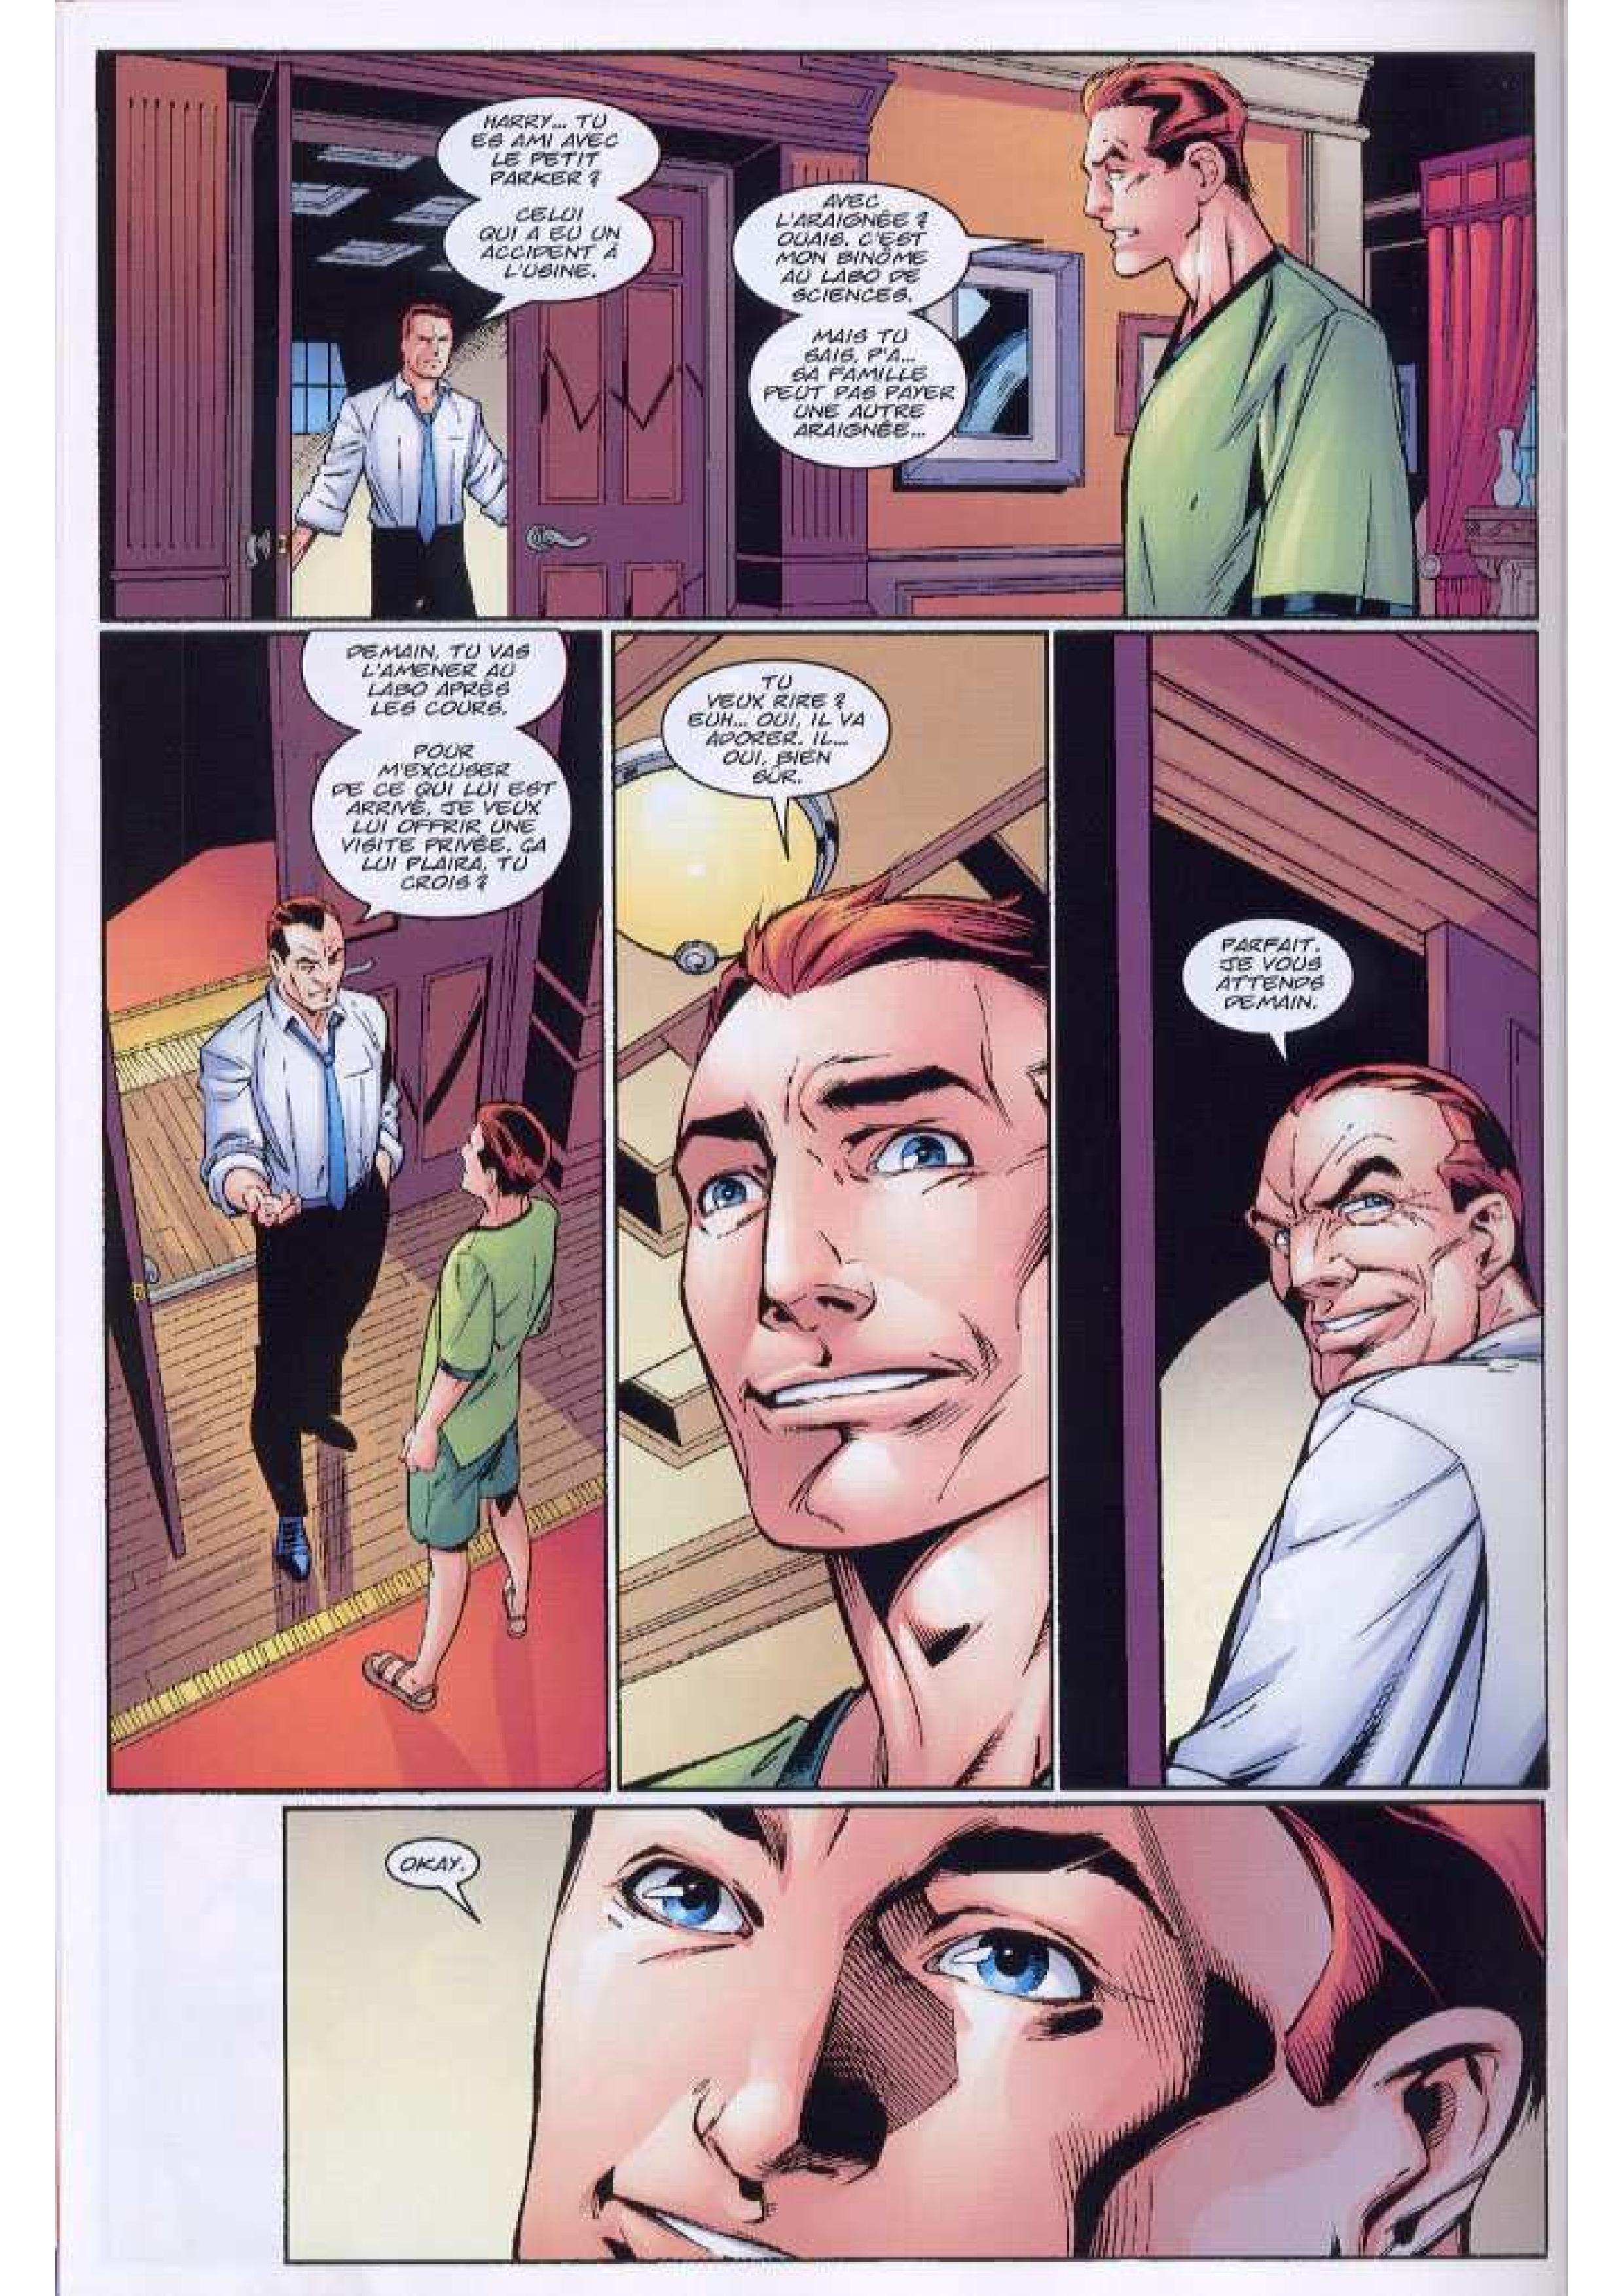 HARRY... TU
ES AMI AVEC
LE PETIT
PARKER ?
CELUI
QUI A EU UN
ACCIDENT À
L'USINE.
AVEC
L'ARAIGNÉE ?
OUAIS. C'EST
MON BINÔME
AU LABO DE
SCIENCES.
MAIS TU
SAIS, P'A...
SA FAMILLE
PEUT PAS PAYER
UNE AUTRE
ARAIGNÉE...
DEMAIN, TU VAS
L'AMENER AU
LABO APRÈS
LES COURS.
POUR
M'EXCUSER
DE CE QUI LUI EST
ARRIVÉ, JE VEUX
LUI OFFRIR UNE
VISITE PRIVÉE. ÇA
LUI PLAIRA, TU
CROIS ?
TU
VEUX RIRE ?
EUH... OUI, IL VA
ADORER. IL...
OUI, BIEN
SÛR.
PARFAIT.
JE VOUS
ATTENDS
DEMAIN.
OKAY.